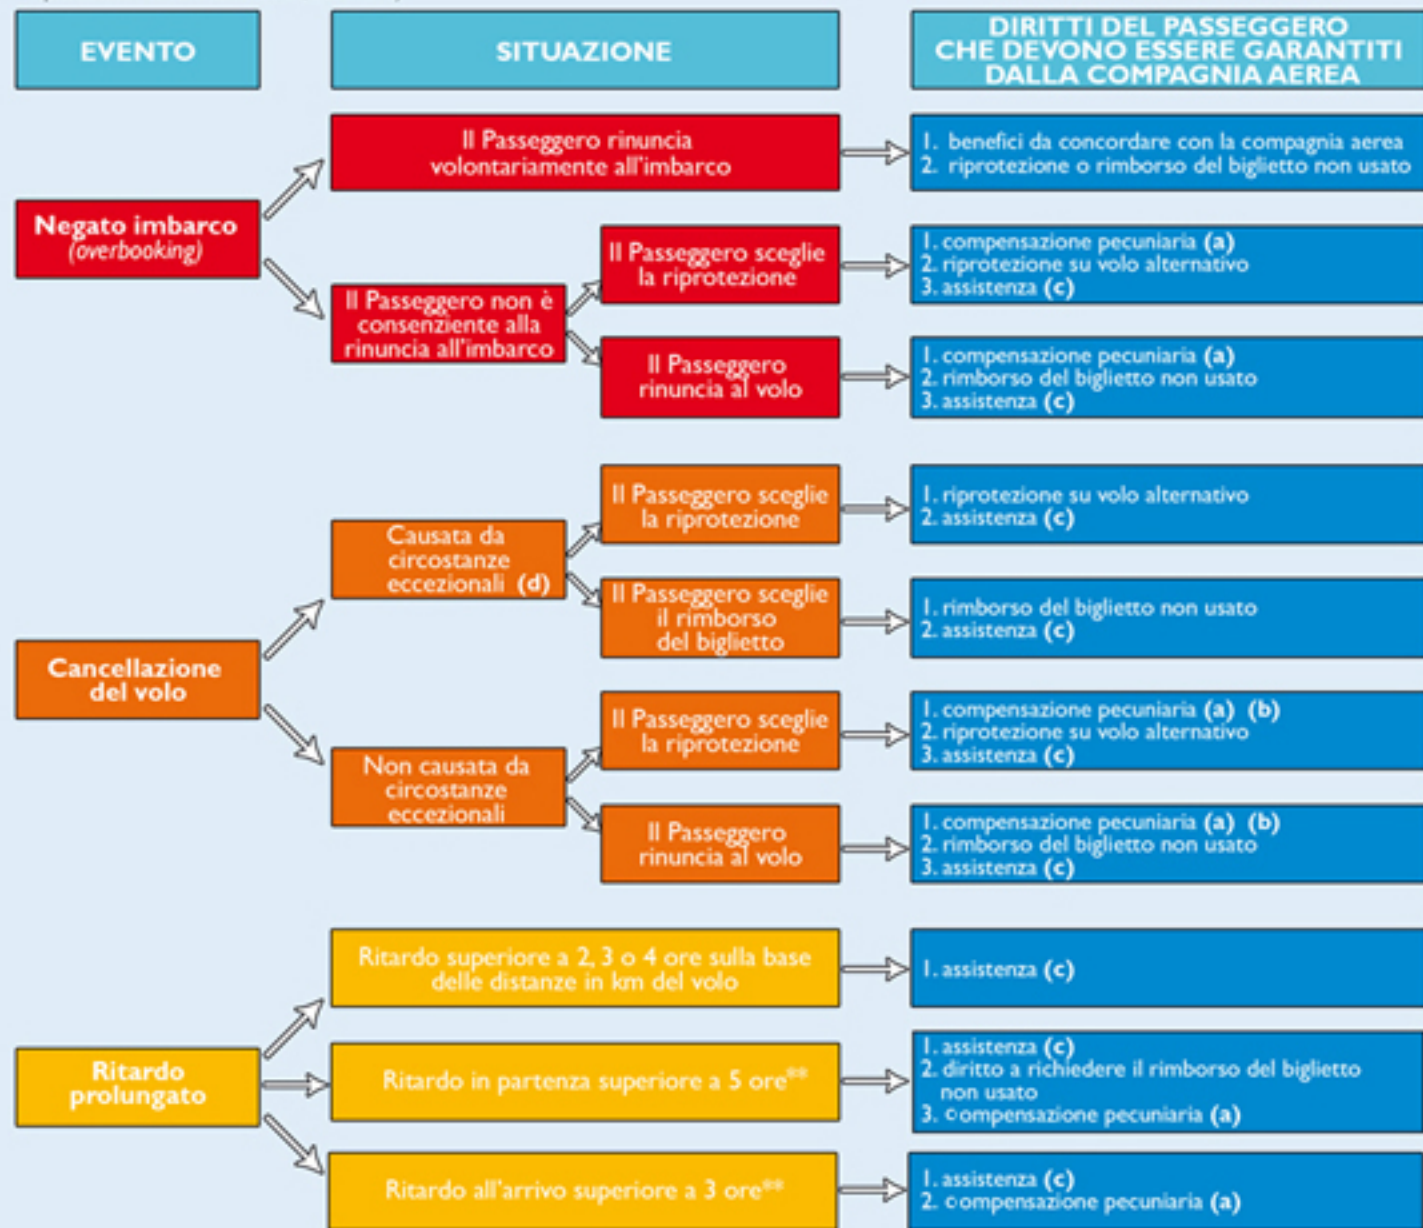 EVENTO
SITUAZIONE
DIRITTI DEL PASSEGGERO
CHE DEVONO ESSERE GARANTITI
DALLA COMPAGNIA AEREA
Negato imbarco
(overbooking)
Il Passeggero rinuncia
volontariamente all'imbarco
1. benefici da concordare con la compagnia aerea
2. riprotezione o rimborso del biglietto non usato
Il Passeggero non è
consenziente alla
rinuncia all'imbarco
Il Passeggero sceglie
la riprotezione
1. compensazione pecuniaria (a)
2. riprotezione su volo alternativo
3. assistenza (c)
Il Passeggero
rinuncia al volo
1. compensazione pecuniaria (a)
2. rimborso del biglietto non usato
3. assistenza (c)
Cancellazione
del volo
Causata da
circostanze
eccezionali (d)
Il Passeggero sceglie
la riprotezione
1. riprotezione su volo alternativo
2. assistenza (c)
Il Passeggero sceglie
il rimborso
del biglietto
1. rimborso del biglietto non usato
2. assistenza (c)
Non causata da
circostanze
eccezionali
Il Passeggero sceglie
la riprotezione
1. compensazione pecuniaria (a) (b)
2. riprotezione su volo alternativo
3. assistenza (c)
Il Passeggero
rinuncia al volo
1. compensazione pecuniaria (a) (b)
2. rimborso del biglietto non usato
3. assistenza (c)
Ritardo
prolungato
Ritardo superiore a 2, 3 o 4 ore sulla base
delle distanze in km del volo
1. assistenza (c)
Ritardo in partenza superiore a 5 ore**
1. assistenza (c)
2. diritto a richiedere il rimborso del biglietto
non usato
3. compensazione pecuniaria (a)
Ritardo all'arrivo superiore a 3 ore**
1. assistenza (c)
2. compensazione pecuniaria (a)